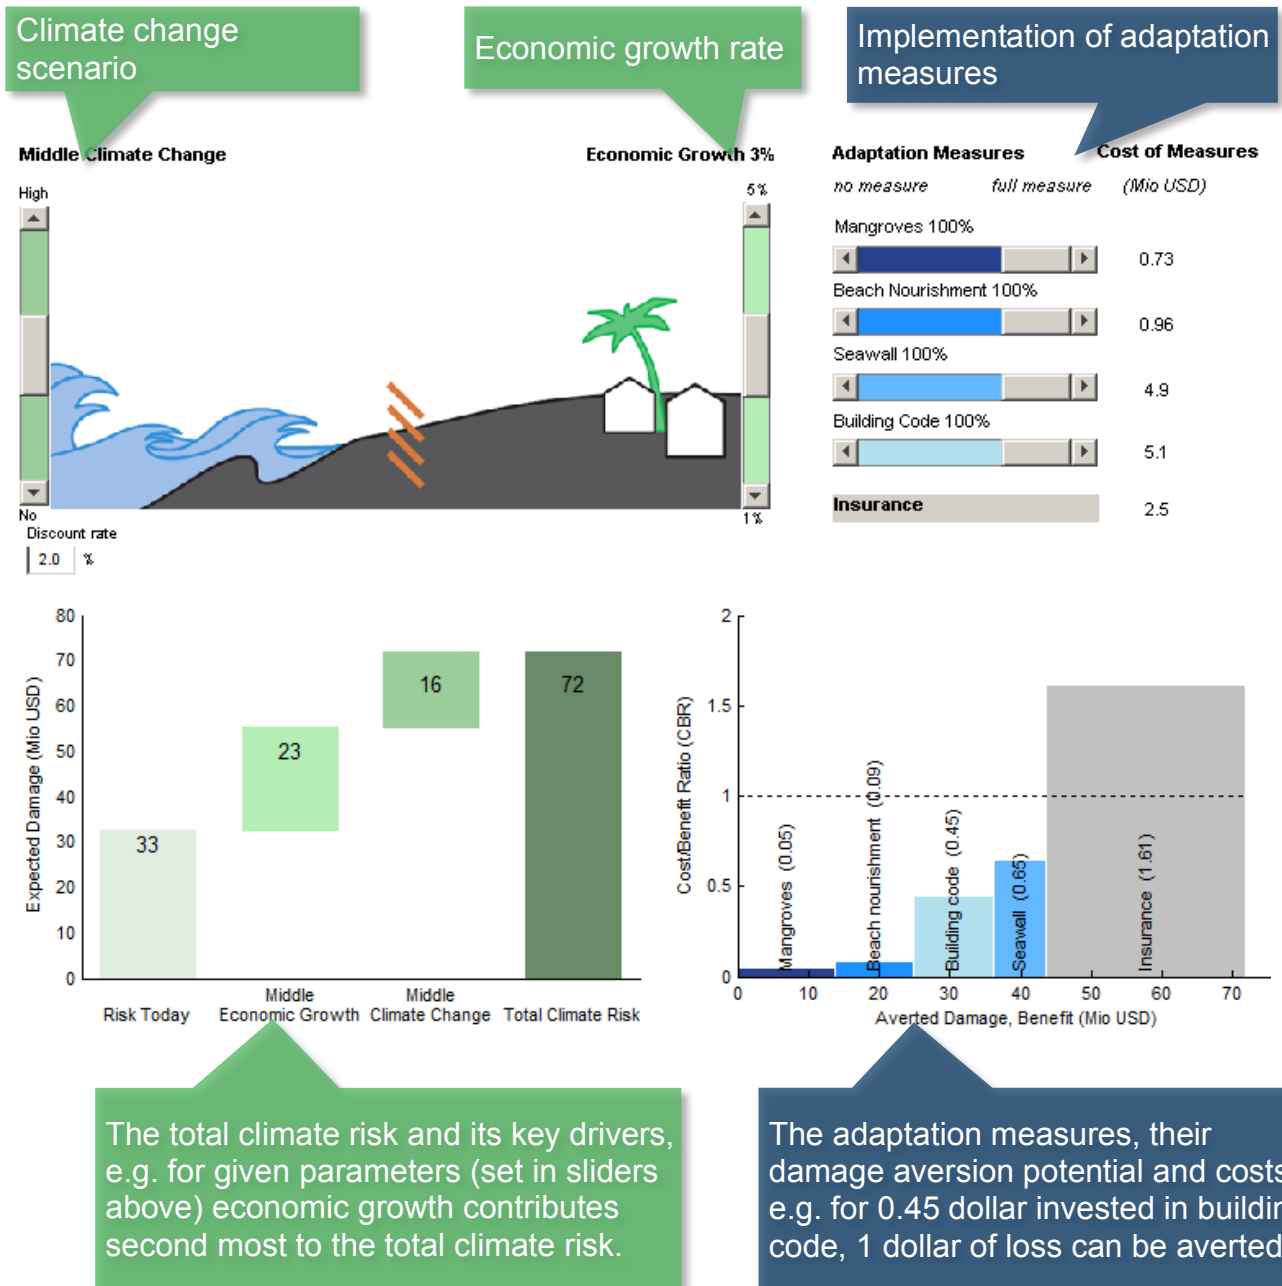 Climate change
scenario
Economic growth rate
Implementation of adaptation
measures
Middle Climate Change
Economic Growth 3%
Adaptation Measures
Cost of Measures
no measure
full measure
(Mio USD)
High
5 %
Mangroves 100%
0.73
Beach Nourishment 100%
0.96
Seawall 100%
4.9
Building Code 100%
5.1
Insurance
2.5
No
1 %
Discount rate
2.0 %
80
70
60
50
40
30
20
10
0
Expected Damage (Mio USD)
33
23
16
72
Risk Today
Middle
Economic Growth
Middle
Climate Change
Total Climate Risk
2
1.5
1
0.5
0
Cost/Benefit Ratio (CBR)
Mangroves (0.05)
Beach nourishment (0.09)
Building code (0.45)
Seawall (0.65)
Insurance (1.61)
0 10 20 30 40 50 60 70
Averted Damage, Benefit (Mio USD)
The total climate risk and its key drivers,
e.g. for given parameters (set in sliders
above) economic growth contributes
second most to the total climate risk.
The adaptation measures, their
damage aversion potential and costs
e.g. for 0.45 dollar invested in buildin
code, 1 dollar of loss can be averted